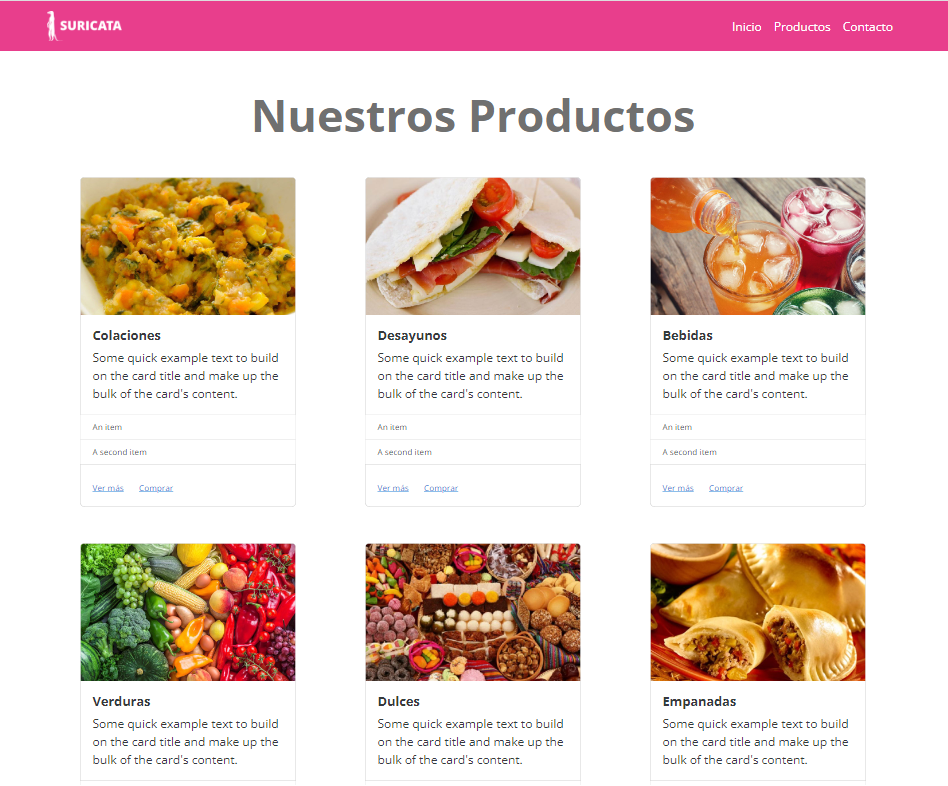 SURICATA
Inicio Productos Contacto
Nuestros Productos
Colaciones
Some quick example text to build
on the card title and make up the
bulk of the card's content.
An item
A second item
Ver más Comprar
Desayunos
Some quick example text to build
on the card title and make up the
bulk of the card's content.
An item
A second item
Ver más Comprar
Bebidas
Some quick example text to build
on the card title and make up the
bulk of the card's content.
An item
A second item
Ver más Comprar
Verduras
Some quick example text to build
on the card title and make up the
bulk of the card's content.
Dulces
Some quick example text to build
on the card title and make up the
bulk of the card's content.
Empanadas
Some quick example text to build
on the card title and make up the
bulk of the card's content.